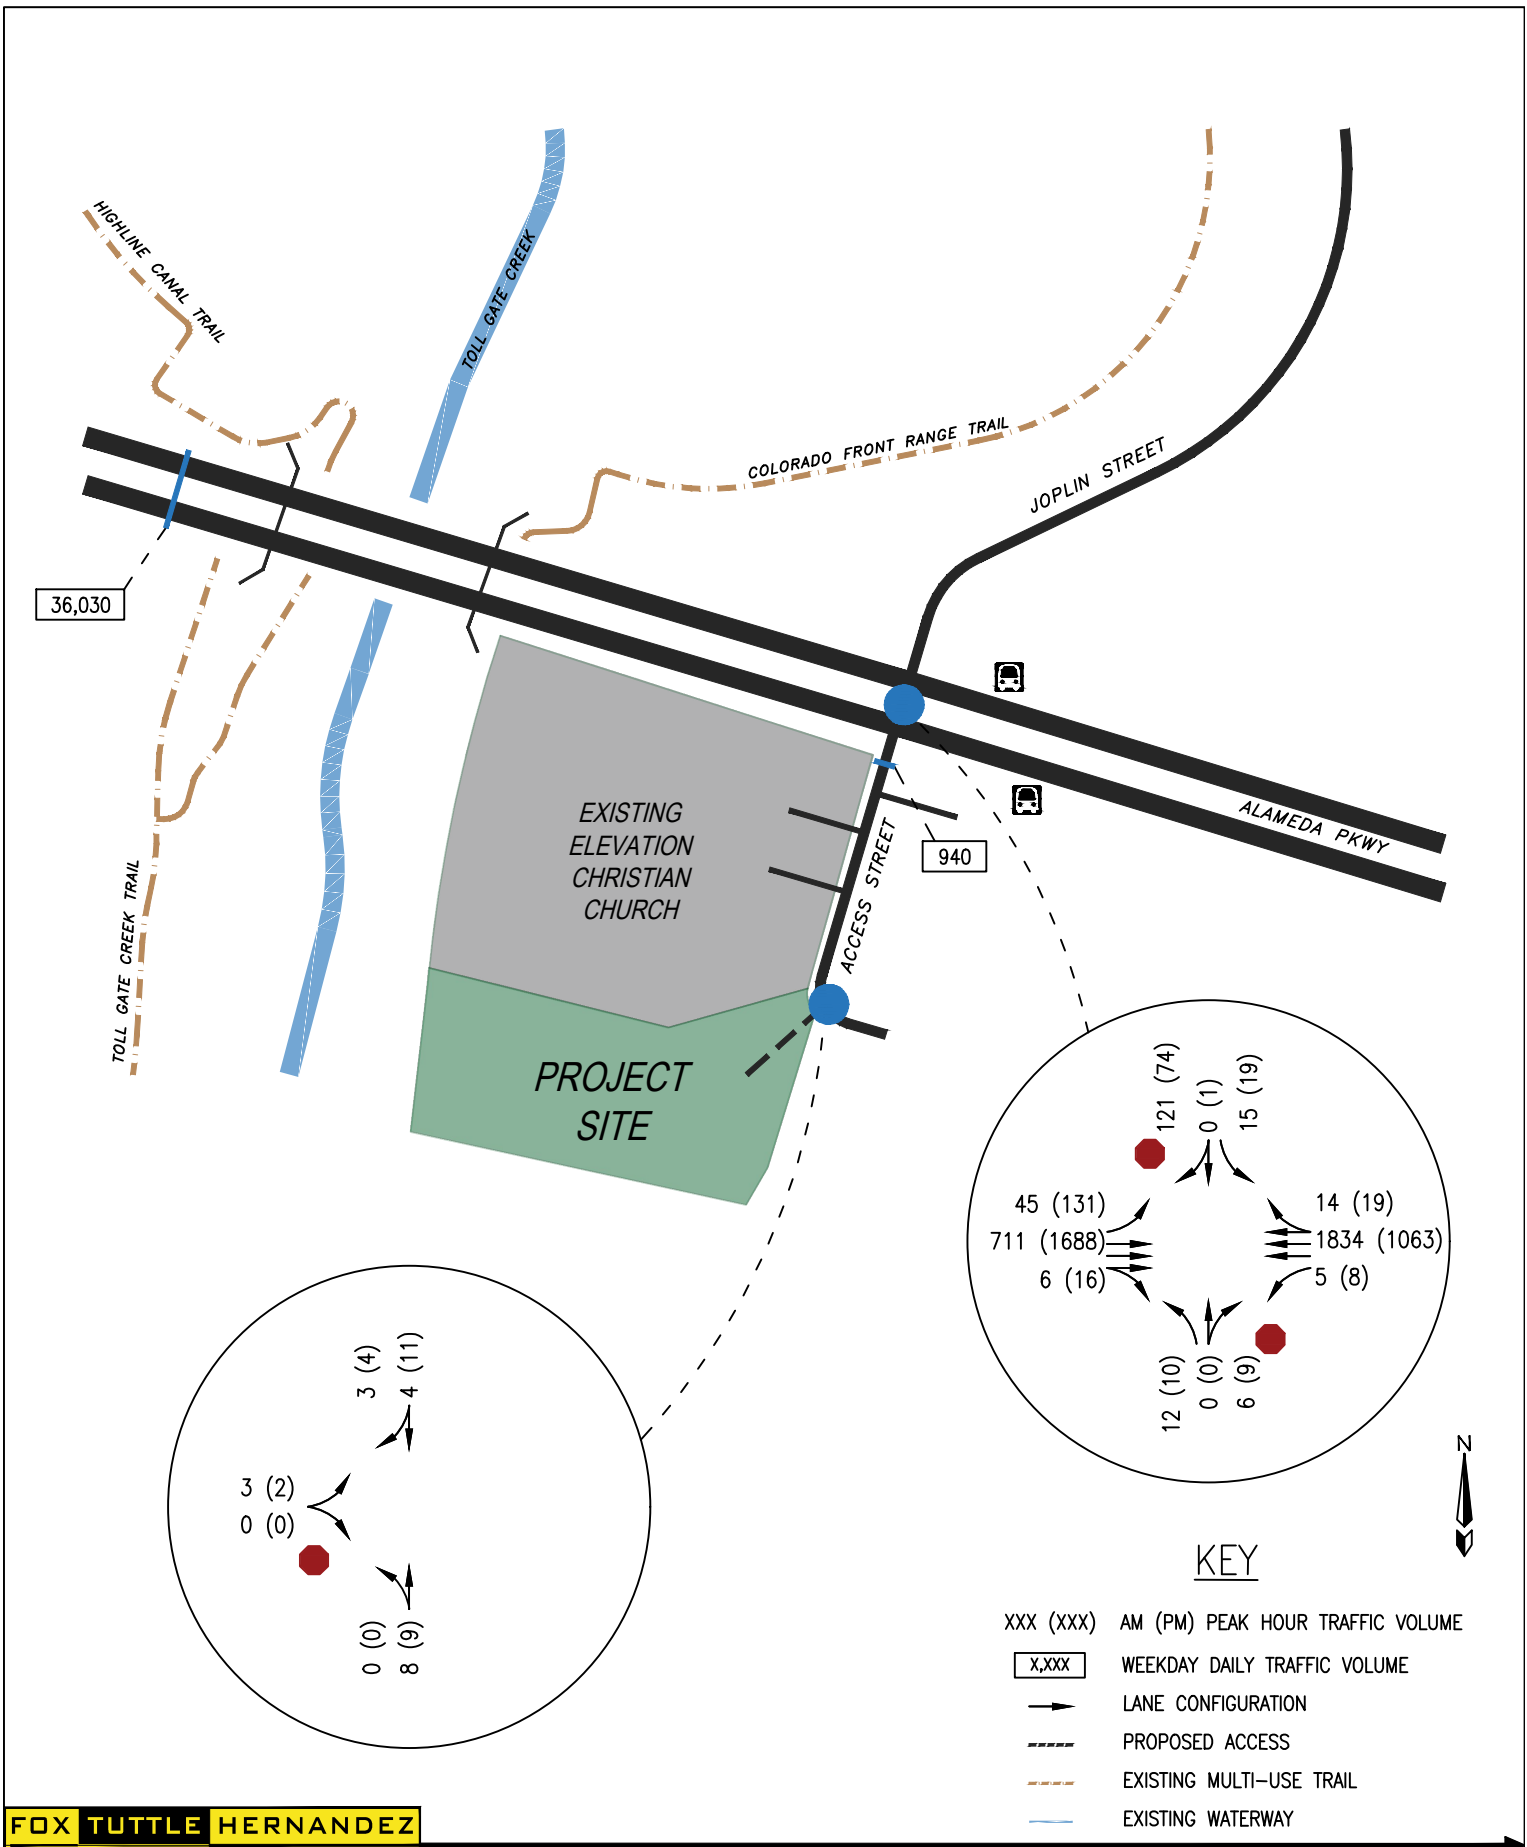 HIGHLINE CANAL TRAIL
TOLL GATE CREEK
COLORADO FRONT RANGE TRAIL
JOPLIN STREET
36,030
EXISTING
ELEVATION
CHRISTIAN
CHURCH
ALAMEDA PKWY
940
ACCESS STREET
TOLL GATE CREEK TRAIL
PROJECT
SITE
121 (74)
0 (1)
15 (19)
45 (131)
711 (1688)
6 (16)
14 (19)
1834 (1063)
5 (8)
12 (10)
0 (0)
6 (9)
3 (4)
4 (11)
3 (2)
0 (0)
0 (0)
8 (9)
N
KEY
XXX (XXX) AM (PM) PEAK HOUR TRAFFIC VOLUME
X,XXX WEEKDAY DAILY TRAFFIC VOLUME
LANE CONFIGURATION
PROPOSED ACCESS
EXISTING MULTI-USE TRAIL
EXISTING WATERWAY
FOX TUTTLE HERNANDEZ